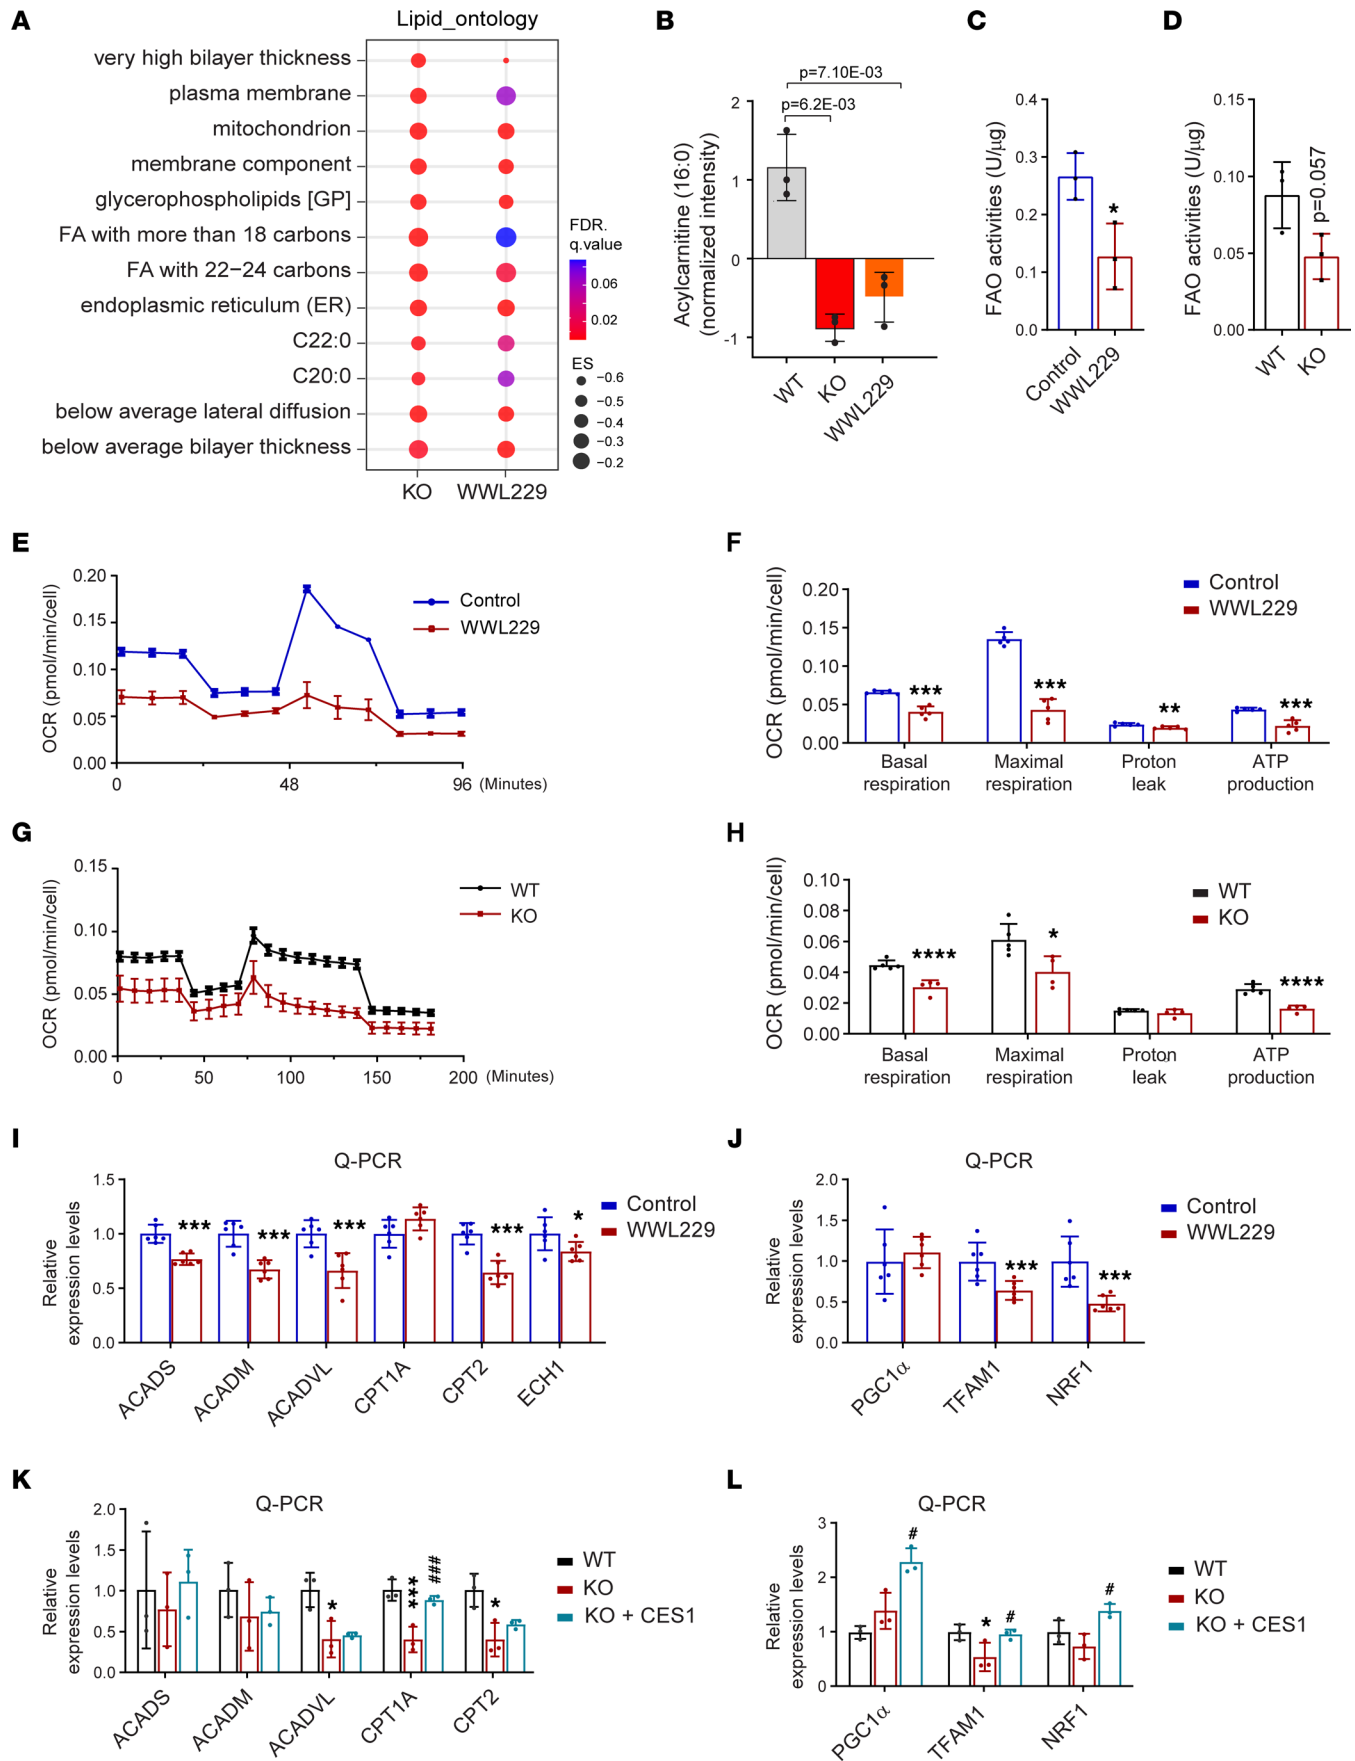 A
Lipid_ontology
very high bilayer thickness
plasma membrane
mitochondrion
membrane component
glycerophospholipids [GP]
FA with more than 18 carbons
FA with 22−24 carbons
endoplasmic reticulum (ER)
C22:0
C20:0
below average lateral diffusion
below average bilayer thickness
KO WWL229
FDR.
q.value
0.06
0.02
ES
−0.6
−0.5
−0.4
−0.3
−0.2
B
Acylcarnitine (16:0)
(normalized intensity)
p=7.10E-03
p=6.2E-03
2
1
0
-1
WT KO WWL229
C
FAO activities (U/µg)
0.4
0.3
0.2
0.1
0.0
*
Control WWL229
D
FAO activities (U/µg)
0.15
0.10
0.05
0.00
p=0.057
WT KO
E
OCR (pmol/min/cell)
0.20
0.15
0.10
0.05
0.00
0 48 96 (Minutes)
Control
WWL229
F
OCR (pmol/min/cell)
0.20
0.15
0.10
0.05
0.00
Control
WWL229
*** *** ** ***
Basal Maximal Proton ATP
respiration respiration leak production
G
OCR (pmol/min/cell)
0.15
0.10
0.05
0.00
0 50 100 150 200 (Minutes)
WT
KO
H
OCR (pmol/min/cell)
0.10
0.08
0.06
0.04
0.02
0.00
WT
KO
**** * ****
Basal Maximal Proton ATP
respiration respiration leak production
I
Q-PCR
Relative
expression levels
1.5
1.0
0.5
0.0
*** *** *** *** *
Control
WWL229
ACADS ACADM ACADVL CPT1A CPT2 ECH1
J
Q-PCR
Relative
expression levels
2.0
1.5
1.0
0.5
0.0
*** ***
Control
WWL229
PGC1α TFAM1 NRF1
K
Q-PCR
Relative
expression levels
2.0
1.5
1.0
0.5
0.0
* *** ### *
WT
KO
KO + CES1
ACADS ACADM ACADVL CPT1A CPT2
L
Q-PCR
Relative
expression levels
3
2
1
0
# * # #
WT
KO
KO + CES1
PGC1α TFAM1 NRF1